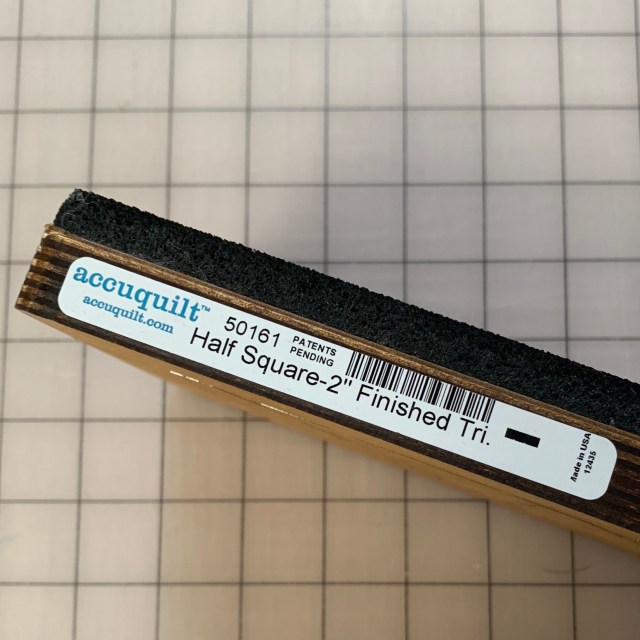 accuquilt™
accuquilt.com
50161
PATENTS
PENDING
Half Square-2" Finished Tri.
Made in USA
12435